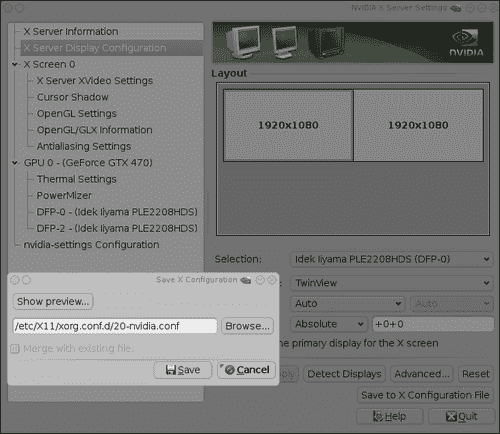 NVIDIA X Server Settings
X Server Information
X Server Display Configuration
X Screen 0
X Server XVideo Settings
Cursor Shadow
OpenGL Settings
OpenGL/GLX Information
Antialiasing Settings
GPU 0 - (GeForce GTX 470)
Thermal Settings
PowerMizer
DFP-0 - (Idek Iiyama PLE2208HDS)
DFP-2 - (Idek Iiyama PLE2208HDS)
nvidia-settings Configuration
NVIDIA
Layout
1920x1080
1920x1080
Selection:
Idek Iiyama PLE2208HDS (DFP-0)
TwinView
Auto
Auto
Absolute
+0+0
the primary display for the X screen
Detect Displays
Advanced...
Reset
Save to X Configuration File
Help
Quit
Save X Configuration
Show preview...
/etc/X11/xorg.conf.d/20-nvidia.conf
Browse...
Merge with existing file.
Save
Cancel